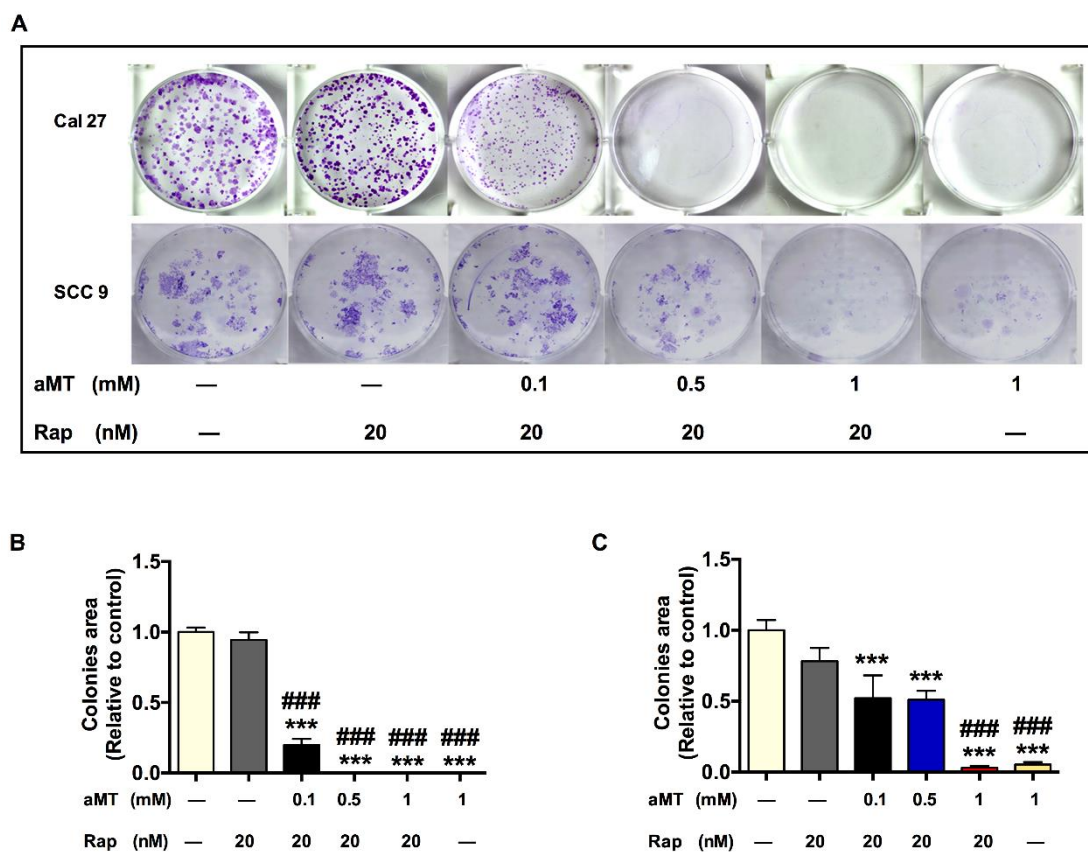 A
Cal 27
SCC 9
aMT (mM) — — 0.1 0.5 1 1
Rap (nM) — 20 20 20 20 —
B
Colonies area
(Relative to control)
1.5
1.0
0.5
0.0
###
***
###
***
###
***
###
***
aMT (mM) — — 0.1 0.5 1 1
Rap (nM) — 20 20 20 20 —
C
Colonies area
(Relative to control)
1.5
1.0
0.5
0.0
***
***
###
***
###
***
aMT (mM) — — 0.1 0.5 1 1
Rap (nM) — 20 20 20 20 —